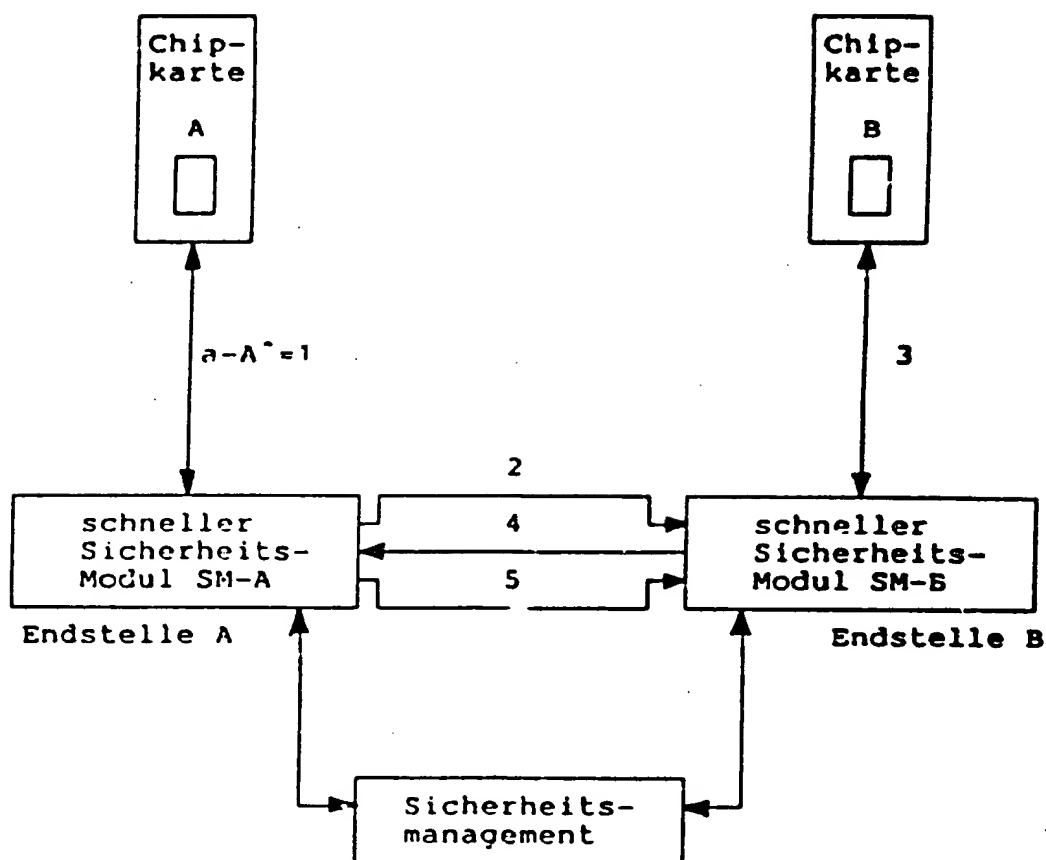 Chip-
karte
A
Chip-
karte
B
a-A^=1
3
2
schneller
Sicherheits-
Modul SM-A
4
5
schneller
Sicherheits-
Modul SM-B
Endstelle A
Endstelle B
Sicherheits-
management